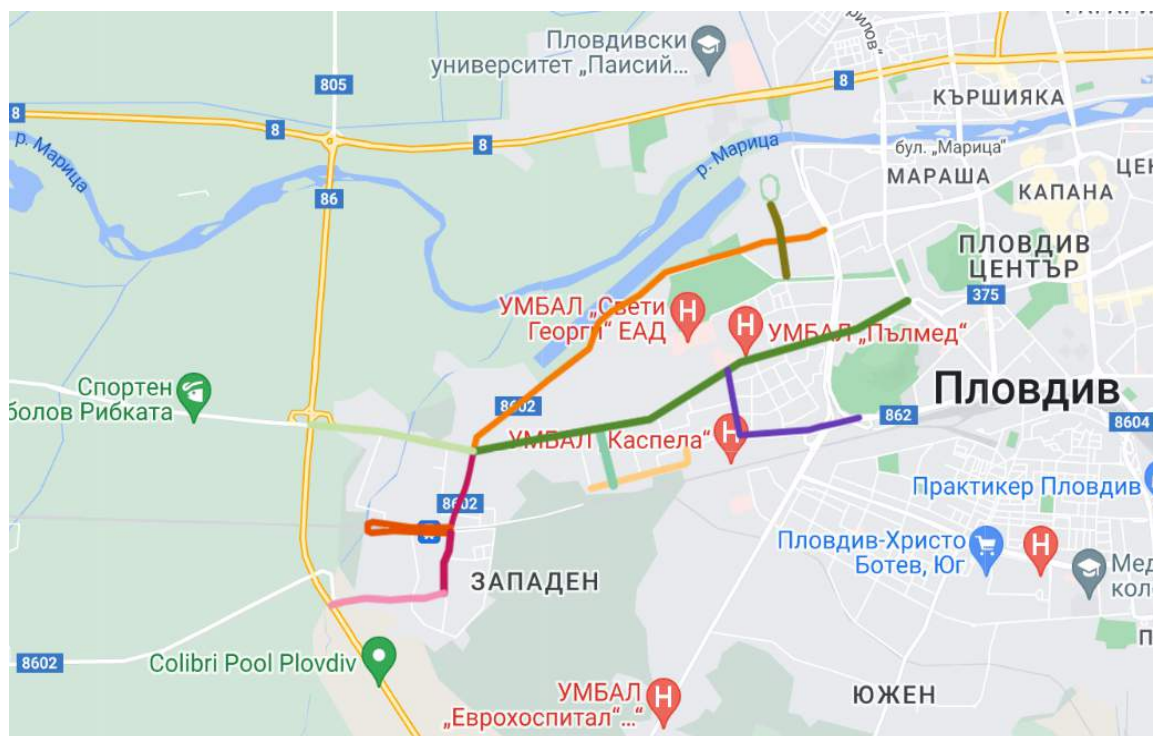 Пловдивски
университет „Паисий...
805
8
8
8
8
р. Марица
86
р. Марица
КЪРШИЯКА
бул. „Марица“
МАРАША
КАПАНА
ПЛОВДИВ
ЦЕНТЪР
375
УМБАЛ „Свети
Георги“ ЕАД
УМБАЛ „Пълмед“
Спортен
болов Рибката
8602
Пловдив
862
8604
УМБАЛ „Каспела“
8602
Практикер Пловдив
Пловдив-Христо
Ботев, Юг
ЗАПАДЕН
8602
Colibri Pool Plovdiv
УМБАЛ
„Еврохоспитал“...“
ЮЖЕН